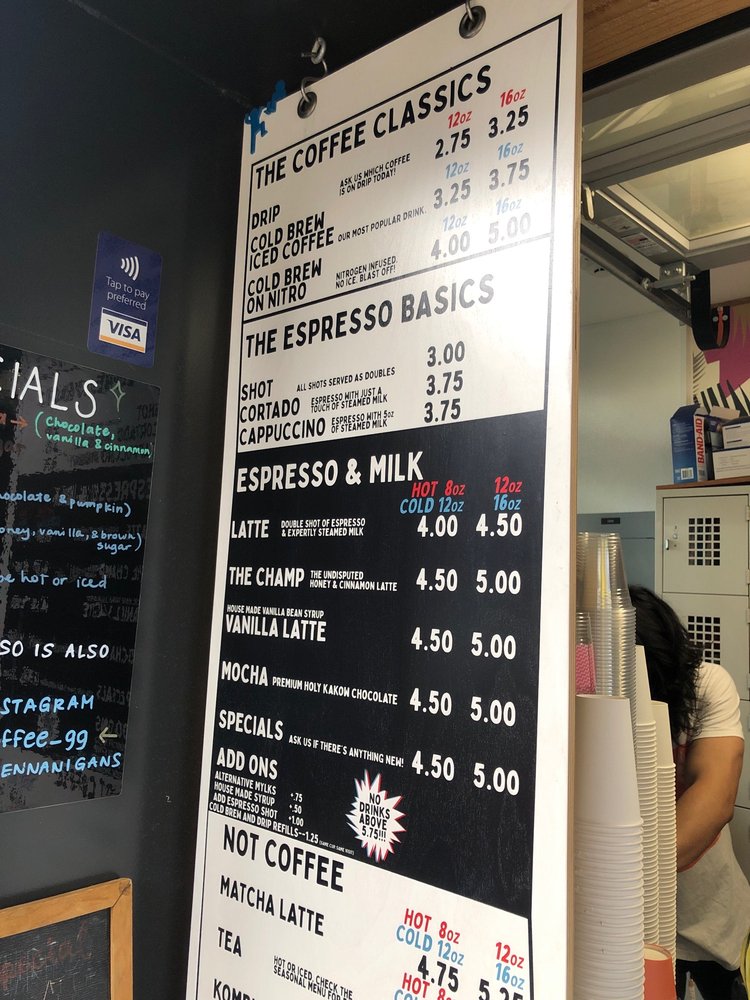 THE COFFEE CLASSICS
12oz 16oz
DRIP ASK US WHICH COFFEE 2.75 3.25
IS ON DRIP TODAY!
12oz 16oz
COLD BREW
ICED COFFEE OUR MOST POPULAR DRINK. 3.25 3.75
12oz 16oz
COLD BREW NITROGEN INFUSED. 4.00 5.00
ON NITRO NO ICE. BLAST OFF!
THE ESPRESSO BASICS
SHOT ALL SHOTS SERVED AS DOUBLES 3.00
CORTADO ESPRESSO WITH JUST A 3.75
TOUCH OF STEAMED MILK
CAPPUCCINO ESPRESSO WITH 5oz 3.75
OF STEAMED MILK
ESPRESSO & MILK
HOT 8oz 12oz
COLD 12oz 16oz
LATTE DOUBLE SHOT OF ESPRESSO 4.00 4.50
& EXPERTLY STEAMED MILK
THE CHAMP THE UNDISPUTED 4.50 5.00
HONEY & CINNAMON LATTE
HOUSE MADE VANILLA BEAN SYRUP
VANILLA LATTE 4.50 5.00
MOCHA PREMIUM HOLY KAKOW CHOCOLATE 4.50 5.00
SPECIALS ASK US IF THERE'S ANYTHING NEW! 4.50 5.00
ADD ONS
ALTERNATIVE MYLKS +.75
HOUSE MADE SYRUP +.50
ADD ESPRESSO SHOT +1.00
COLD BREW AND DRIP REFILLS--1.25 (SAME CUP SAME VISIT)
NO
DRINKS
ABOVE
5.75!!!
NOT COFFEE
HOT 8oz 12oz
COLD 12oz 16oz
MATCHA LATTE 4.75 5.25
TEA HOT OR ICED. CHECK THE
SEASONAL MENU FOR
HOT 8oz
COLD
Tap to pay
preferred
VISA
CIALS
(chocolate,
vanilla & cinnamon)
ocolate & pumpkin)
oney, vanilla, & brown
sugar)
be hot or iced
SO IS ALSO
STAGRAM
ffee_gg ←
ENNANIGANS
BAND-AID